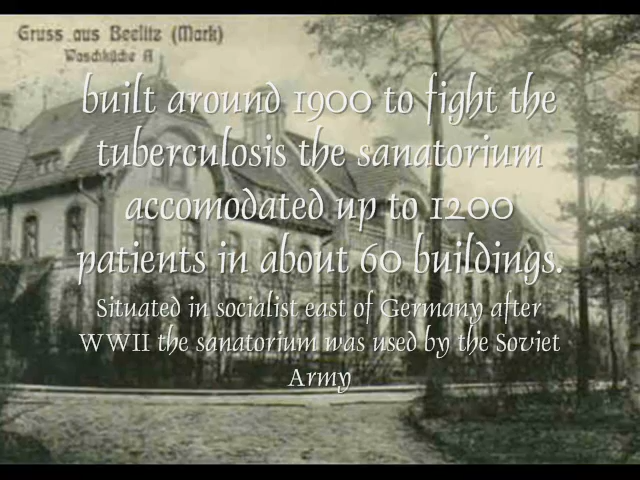 Gruss aus Beelitz (Mark)
Waschküche A
built around 1900 to fight the
tuberculosis the sanatorium
accomodated up to 1200
patients in about 60 buildings.
Situated in socialist east of Germany after
WWII the sanatorium was used by the Soviet
Army